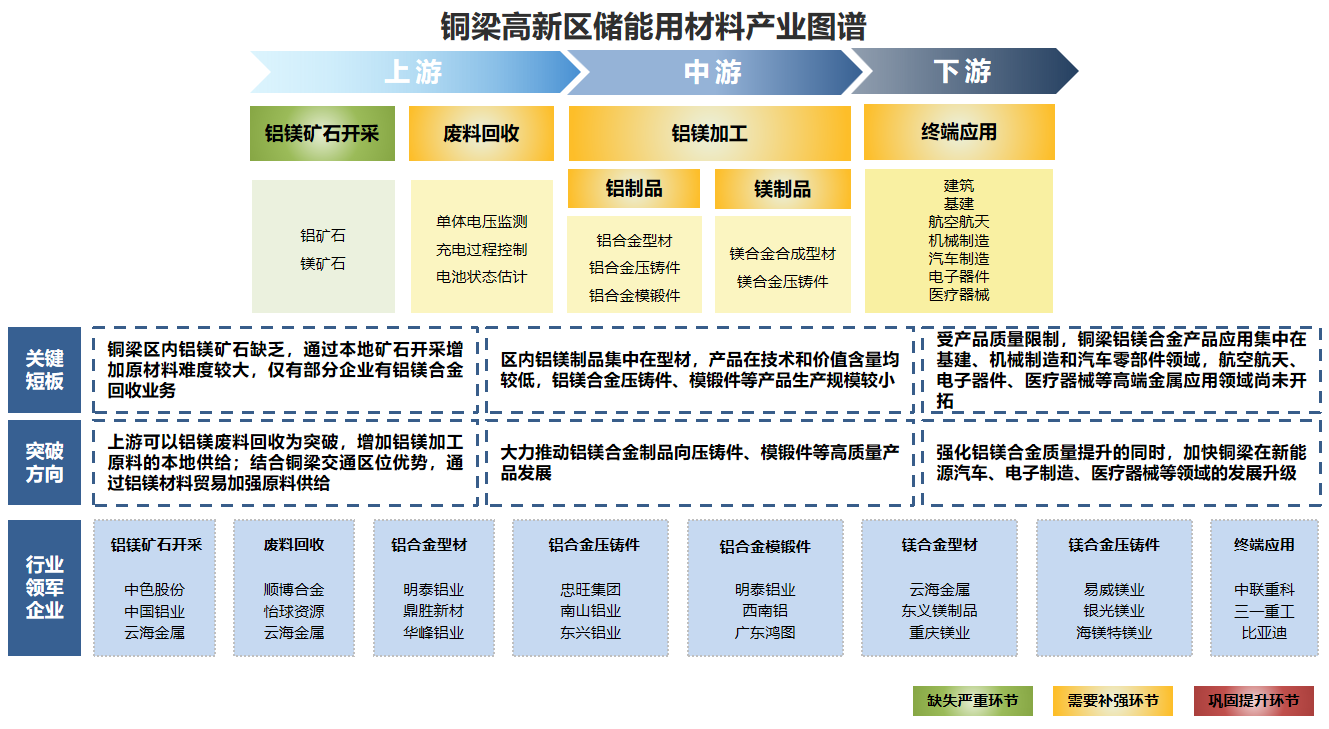 铜梁高新区储能用材料产业图谱
上游
中游
下游
铝镁矿石开采
废料回收
铝镁加工
终端应用
铝制品
镁制品
铝矿石
镁矿石
单体电压监测
充电过程控制
电池状态估计
铝合金型材
铝合金压铸件
铝合金模锻件
镁合金合成型材
镁合金压铸件
建筑
基建
航空航天
机械制造
汽车制造
电子器件
医疗器械
关键
短板
铜梁区内铝镁矿石缺乏，通过本地矿石开采增
加原材料难度较大，仅有部分企业有铝镁合金
回收业务
区内铝镁制品集中在型材，产品在技术和价值含量均
较低，铝镁合金压铸件、模锻件等产品生产规模较小
受产品质量限制，铜梁铝镁合金产品应用集中在
基建、机械制造和汽车零部件领域，航空航天、
电子器件、医疗器械等高端金属应用领域尚未开
拓
突破
方向
上游可以铝镁废料回收为突破，增加铝镁加工
原料的本地供给；结合铜梁交通区位优势，通
过铝镁材料贸易加强原料供给
大力推动铝镁合金制品向压铸件、模锻件等高质量产
品发展
强化铝镁合金质量提升的同时，加快铜梁在新能
源汽车、电子制造、医疗器械等领域的发展升级
行业
领军
企业
铝镁矿石开采
中色股份
中国铝业
云海金属
废料回收
顺博合金
怡球资源
云海金属
铝合金型材
明泰铝业
鼎胜新材
华峰铝业
铝合金压铸件
忠旺集团
南山铝业
东兴铝业
铝合金模锻件
明泰铝业
西南铝
广东鸿图
镁合金型材
云海金属
东义镁制品
重庆镁业
镁合金压铸件
易威镁业
银光镁业
海镁特镁业
终端应用
中联重科
三一重工
比亚迪
缺失严重环节
需要补强环节
巩固提升环节